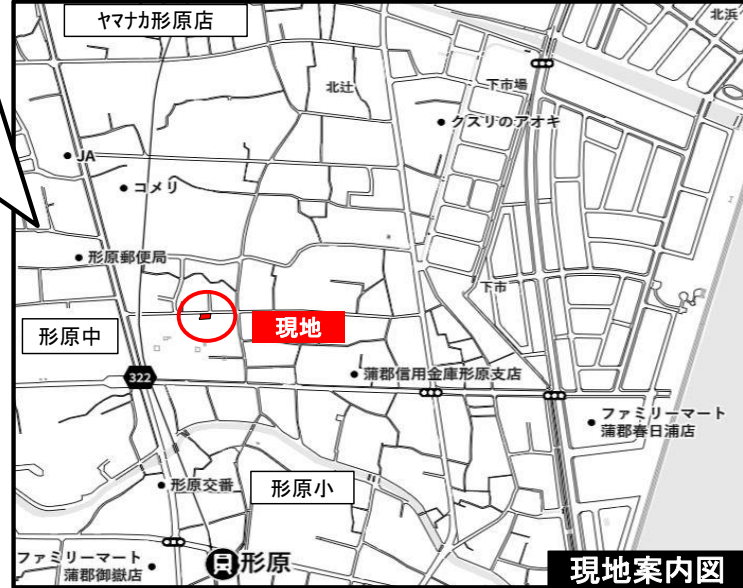 ヤマナカ形原店
北浜
北辻
下市場
クスリのアオキ
JA
コメリ
形原郵便局
下市
形原中
現地
322
蒲郡信用金庫形原支店
ファミリーマート
蒲郡春日浦店
形原交番
形原小
ファミリーマート
蒲郡御嶽店
形原
現地案内図